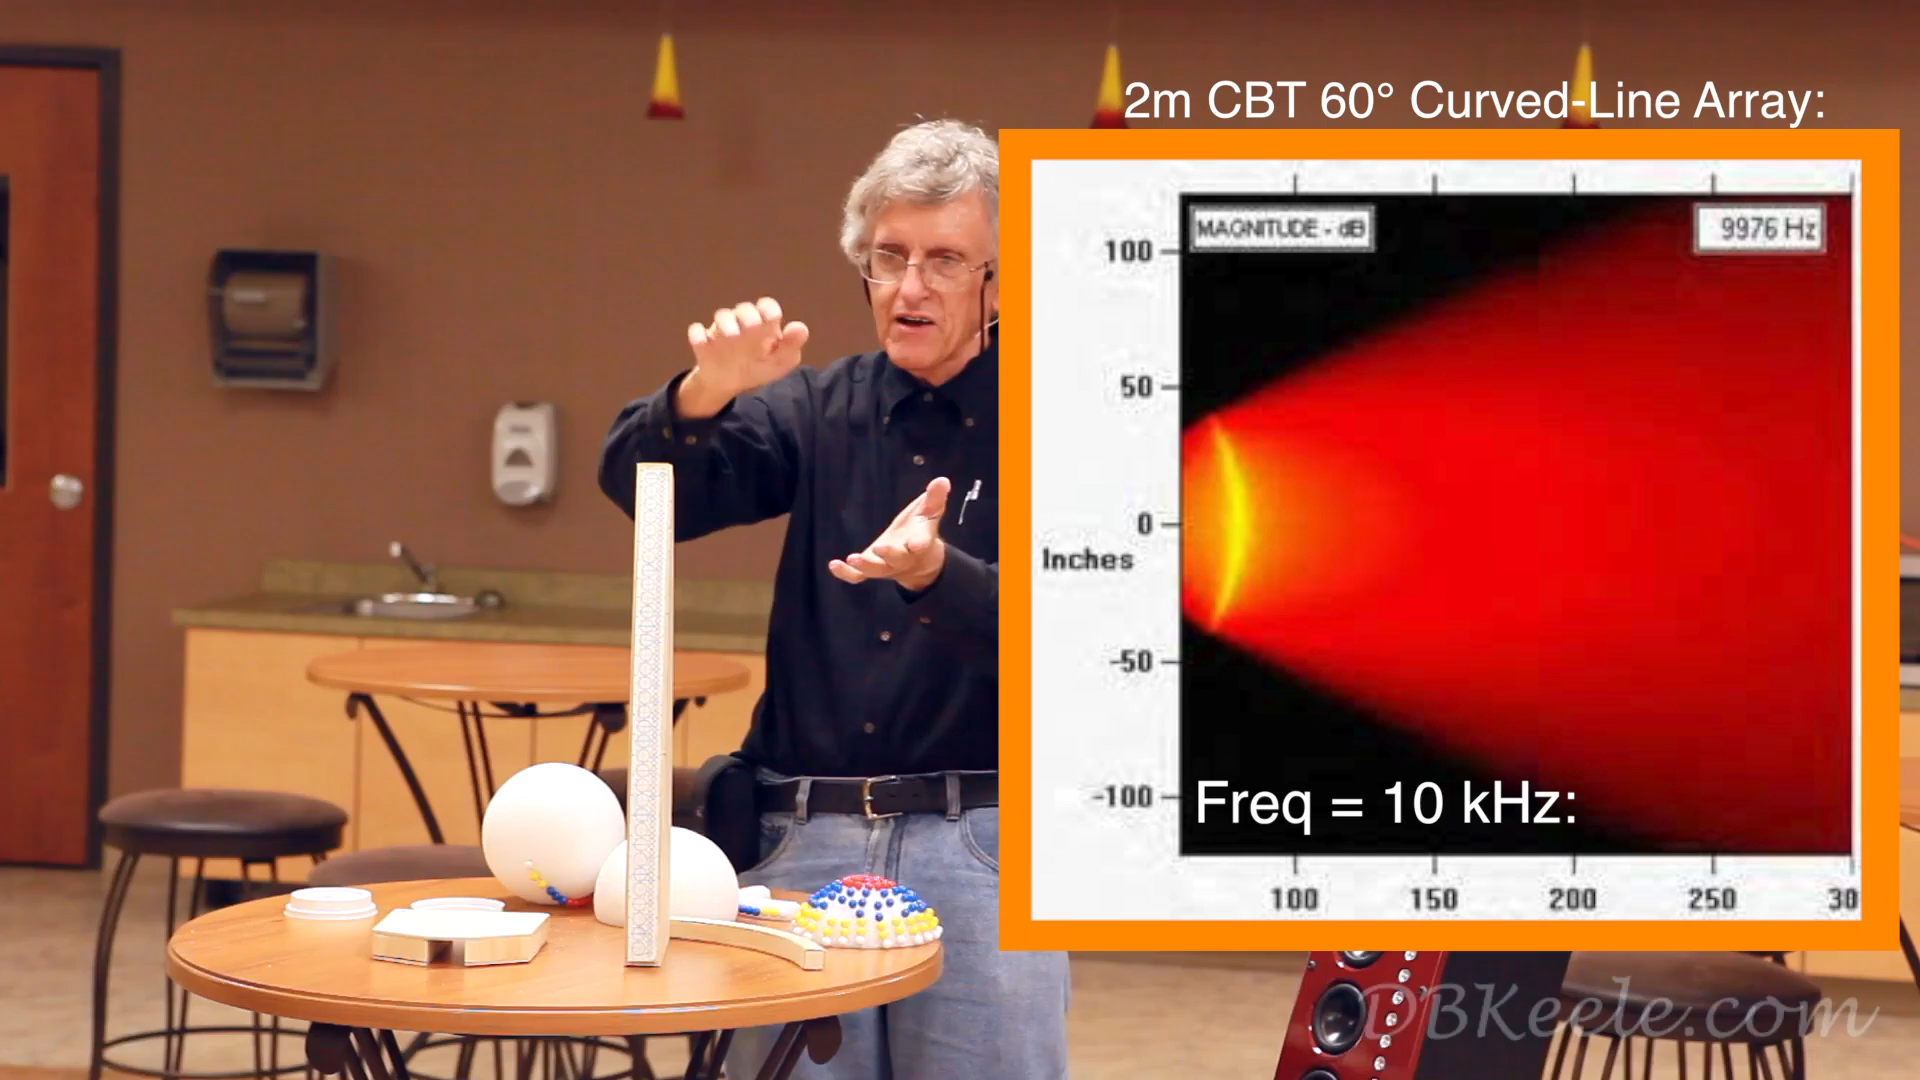 2m CBT 60° Curved-Line Array:
MAGNITUDE - dB
9976 Hz
100
50
0
Inches
-50
-100
Freq = 10 kHz:
100 150 200 250 30
DBKeele.com